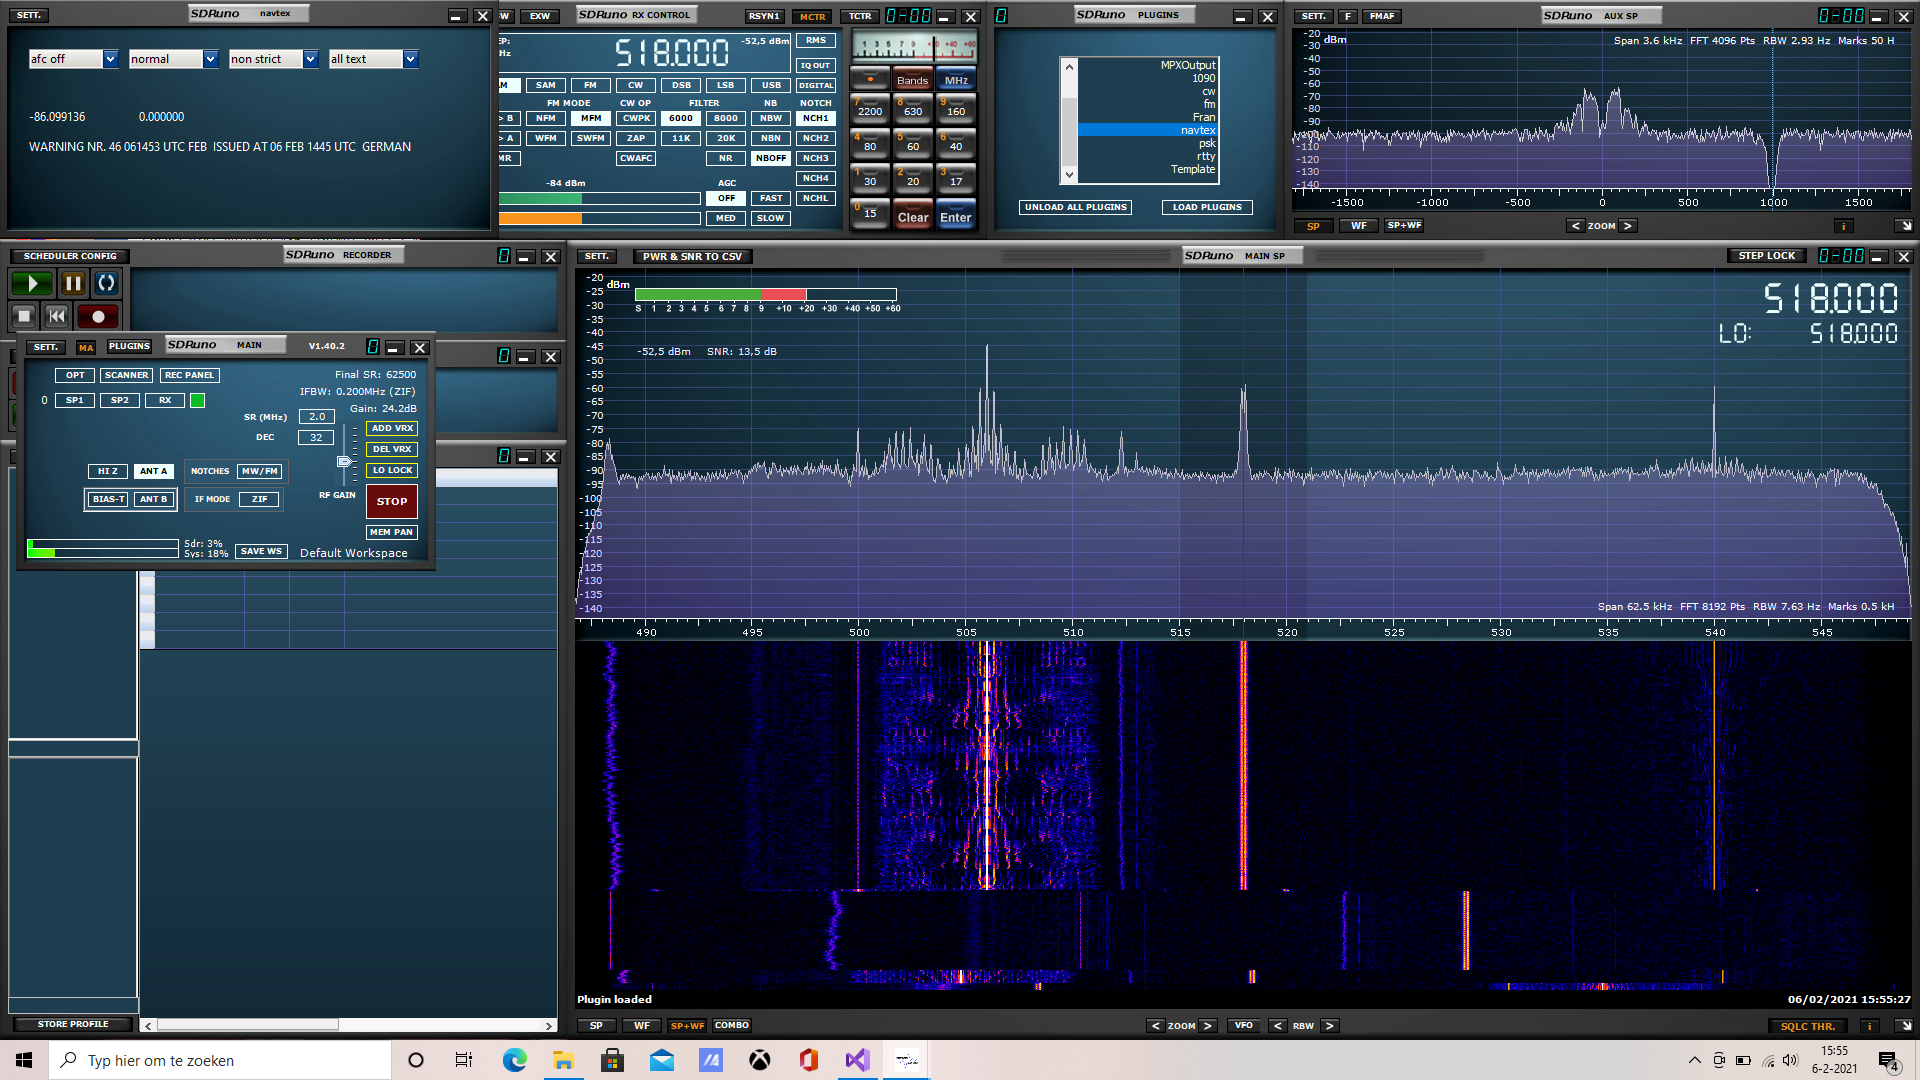 SETT.
SDRuno navtex
afc off
normal
non strict
all text
-86.099136
0.000000
WARNING NR. 46 061453 UTC FEB ISSUED AT 06 FEB 1445 UTC GERMAN
EXW
SDRuno RX CONTROL
RSYN1
MCTR
TCTR
0-00
518.000
-52,5 dBm
RMS
IQ OUT
SAM
FM
CW
DSB
LSB
USB
DIGITAL
FM MODE
CW OP
FILTER
NB
NOTCH
NFM
MFM
CWPK
6000
8000
NBW
NCH1
WFM
SWFM
ZAP
11K
20K
NBN
NCH2
CWAFC
NR
NBOFF
NCH3
NCH4
-84 dBm
AGC
OFF
FAST
NCHL
MED
SLOW
Bands
MHz
7 2200
8 630
9 160
4 80
5 60
6 40
1 30
2 20
3 17
0 15
Clear
Enter
0
SDRuno PLUGINS
MPXOutput
1090
cw
fm
Fran
navtex
psk
rtty
Template
UNLOAD ALL PLUGINS
LOAD PLUGINS
SETT.
F
FMAF
SDRuno AUX SP
0-00
dBm
Span 3.6 kHz FFT 4096 Pts RBW 2.93 Hz Marks 50 H
-20
-30
-40
-50
-60
-70
-80
-90
-100
-110
-120
-130
-140
-1500
-1000
-500
0
500
1000
1500
SP
WF
SP+WF
< ZOOM >
i
SCHEDULER CONFIG
SDRuno RECORDER
0
SETT.
MA
PLUGINS
SDRuno MAIN
V1.40.2
0
OPT
SCANNER
REC PANEL
Final SR: 62500
IFBW: 0.200MHz (ZIF)
Gain: 24.2dB
0
SP1
SP2
RX
SR (MHz)
2.0
DEC
32
ADD VRX
DEL VRX
LO LOCK
HI Z
ANT A
NOTCHES
MW/FM
BIAS-T
ANT B
IF MODE
ZIF
RF GAIN
STOP
MEM PAN
Sdr: 3%
Sys: 18%
SAVE WS
Default Workspace
0
0
STORE PROFILE
SETT.
PWR & SNR TO CSV
SDRuno MAIN SP
STEP LOCK
0-00
dBm
S 1 2 3 4 5 6 7 8 9 +10 +20 +30 +40 +50 +60
-52,5 dBm SNR: 13,5 dB
518.000
LO: 518.000
-20
-25
-30
-35
-40
-45
-50
-55
-60
-65
-70
-75
-80
-85
-90
-95
-100
-105
-110
-115
-120
-125
-130
-135
-140
Span 62.5 kHz FFT 8192 Pts RBW 7.63 Hz Marks 0.5 kH
490
495
500
505
510
515
520
525
530
535
540
545
Plugin loaded
06/02/2021 15:55:27
SP
WF
SP+WF
COMBO
< ZOOM >
VFO
< RBW >
SQLC THR.
i
Typ hier om te zoeken
15:55
6-2-2021
4